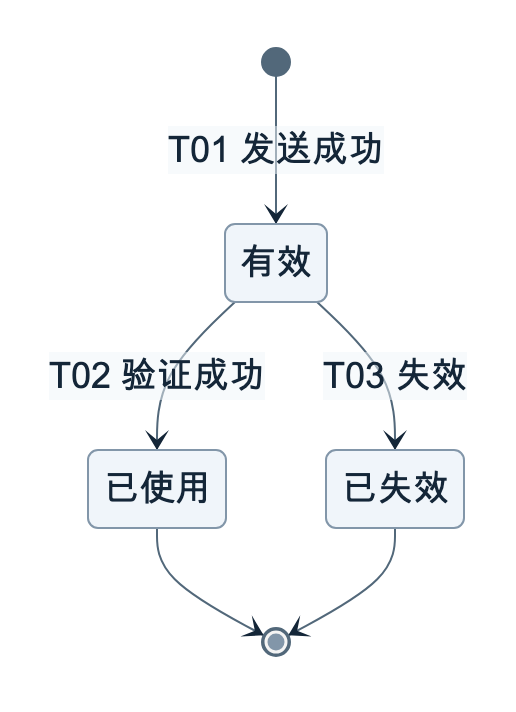 T01 发送成功
有效
T02 验证成功
T03 失效
已使用
已失效